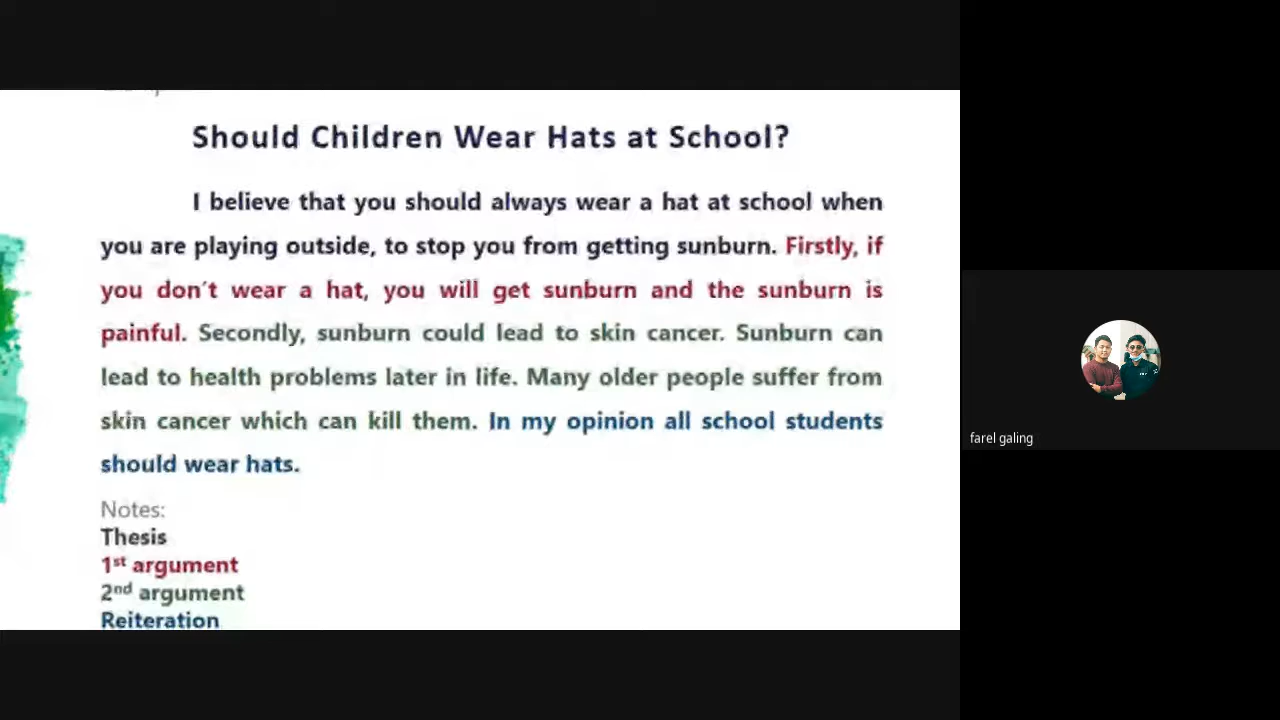 Should Children Wear Hats at School?
I believe that you should always wear a hat at school when
you are playing outside, to stop you from getting sunburn. Firstly, if
you don't wear a hat, you will get sunburn and the sunburn is
painful. Secondly, sunburn could lead to skin cancer. Sunburn can
lead to health problems later in life. Many older people suffer from
skin cancer which can kill them. In my opinion all school students
should wear hats.
Notes:
Thesis
1st argument
2nd argument
Reiteration
farel galing